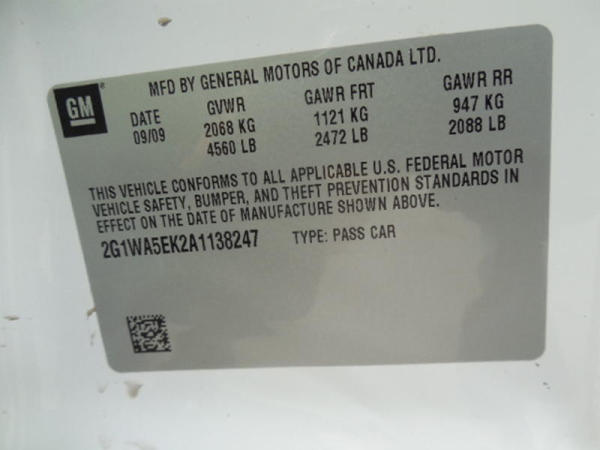 MFD BY GENERAL MOTORS OF CANADA LTD.
GM
DATE GVWR GAWR FRT GAWR RR
09/09 2068 KG 1121 KG 947 KG
4560 LB 2472 LB 2088 LB
THIS VEHICLE CONFORMS TO ALL APPLICABLE U.S. FEDERAL MOTOR
VEHICLE SAFETY, BUMPER, AND THEFT PREVENTION STANDARDS IN
EFFECT ON THE DATE OF MANUFACTURE SHOWN ABOVE.
2G1WA5EK2A1138247 TYPE: PASS CAR